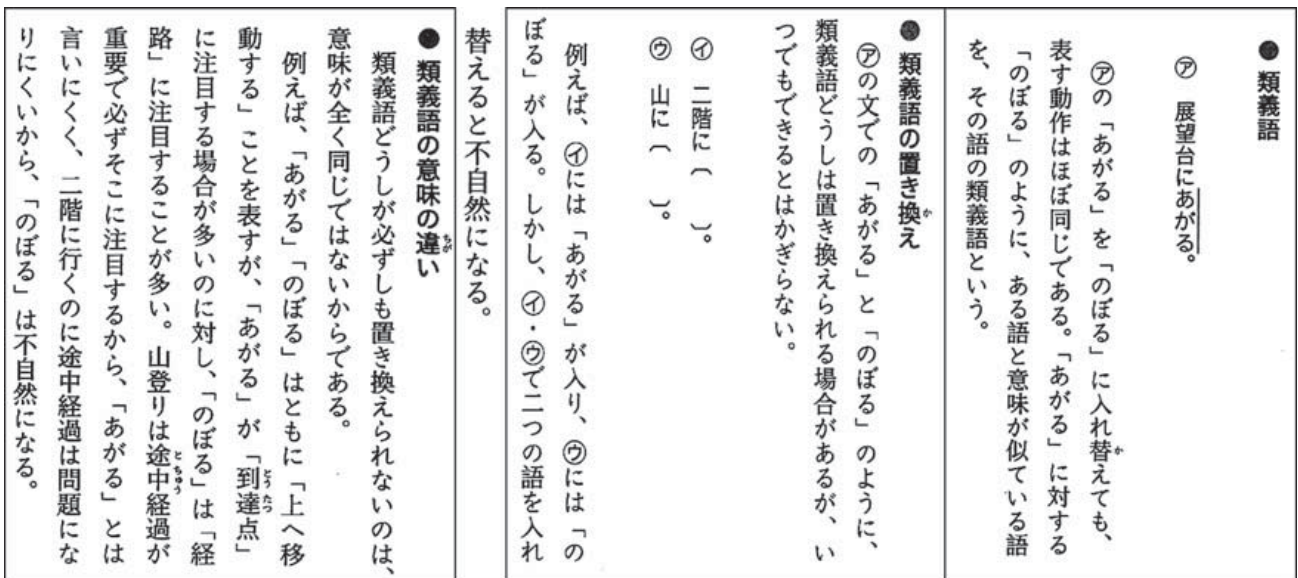 ● 類義語
㋐ 展望台にあがる。
㋐の「あがる」を「のぼる」に入れ替えても、
表す動作はほぼ同じである。「あがる」に対する
「のぼる」のように、ある語と意味が似ている語
を、その語の類義語という。
● 類義語の置き換え
㋐の文での「あがる」と「のぼる」のように、
類義語どうしは置き換えられる場合があるが、い
つでもできるとはかぎらない。
㋑ 二階に〔 〕。
㋒ 山に〔 〕。
例えば、㋑には「あがる」が入り、㋒には「の
ぼる」が入る。しかし、㋑・㋒で二つの語を入れ
替えると不自然になる。
● 類義語の意味の違い
類義語どうしが必ずしも置き換えられないのは、
意味が全く同じではないからである。
例えば、「あがる」「のぼる」はともに「上へ移
動する」ことを表すが、「あがる」が「到達点」
に注目する場合が多いのに対し、「のぼる」は「経
路」に注目することが多い。山登りは途中経過が
重要で必ずそこに注目するから、「あがる」とは
言いにくく、二階に行くのに途中経過は問題にな
りにくいから、「のぼる」は不自然になる。